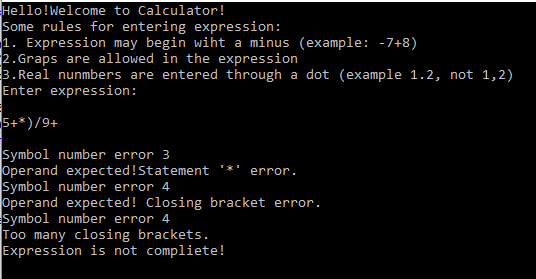 Hello!Welcome to Calculator!
Some rules for entering expression:
1. Expression may begin wiht a minus (example: -7+8)
2.Graps are allowed in the expression
3.Real nunmbers are entered through a dot (example 1.2, not 1,2)
Enter expression:
5+*)/9+
Symbol number error 3
Operand expected!Statement '*' error.
Symbol number error 4
Operand expected! Closing bracket error.
Symbol number error 4
Too many closing brackets.
Expression is not compliete!